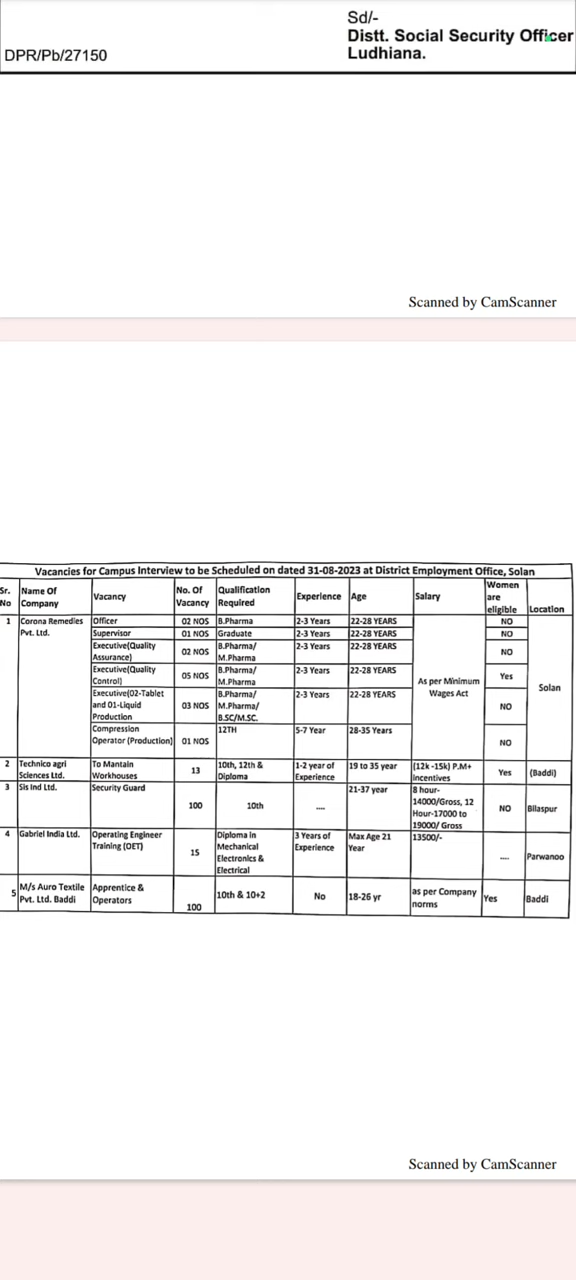 Sd/-
Distt. Social Security Officer
DPR/Pb/27150
Ludhiana.
Scanned by CamScanner
Vacancies for Campus Interview to be Scheduled on dated 31-08-2023 at District Employment Office, Solan
Sr. No | Name Of Company | Vacancy | No. Of Vacancy | Qualification Required | Experience | Age | Salary | Women are eligible | Location
1 | Corona Remedies Pvt. Ltd. | Officer | 02 NOS | B.Pharma | 2-3 Years | 22-28 YEARS | As per Minimum Wages Act | NO | Solan
Supervisor | 01 NOS | Graduate | 2-3 Years | 22-28 YEARS | NO
Executive(Quality Assurance) | 02 NOS | B.Pharma/ M.Pharma | 2-3 Years | 22-28 YEARS | NO
Executive(Quality Control) | 05 NOS | B.Pharma/ M.Pharma | 2-3 Years | 22-28 YEARS | Yes
Executive(02-Tablet and 01-Liquid Production | 03 NOS | B.Pharma/ M.Pharma/ B.SC/M.SC. | 2-3 Years | 22-28 YEARS | NO
Compression Operator (Production) | 01 NOS | 12TH | 5-7 Year | 28-35 Years | NO
2 | Technico agri Sciences Ltd. | To Mantain Workhouses | 13 | 10th, 12th & Diploma | 1-2 year of Experience | 19 to 35 year | (12k -15k) P.M+ Incentives | Yes | (Baddi)
3 | Sis Ind Ltd. | Security Guard | 100 | 10th | .... | 21-37 year | 8 hour- 14000/Gross, 12 Hour-17000 to 19000/ Gross | NO | Bilaspur
4 | Gabriel India Ltd. | Operating Engineer Training (OET) | 15 | Diploma in Mechanical Electronics & Electrical | 3 Years of Experience | Max Age 21 Year | 13500/- | .... | Parwanoo
5 | M/s Auro Textile Pvt. Ltd. Baddi | Apprentice & Operators | 100 | 10th & 10+2 | No | 18-26 yr | as per Company norms | Yes | Baddi
Scanned by CamScanner